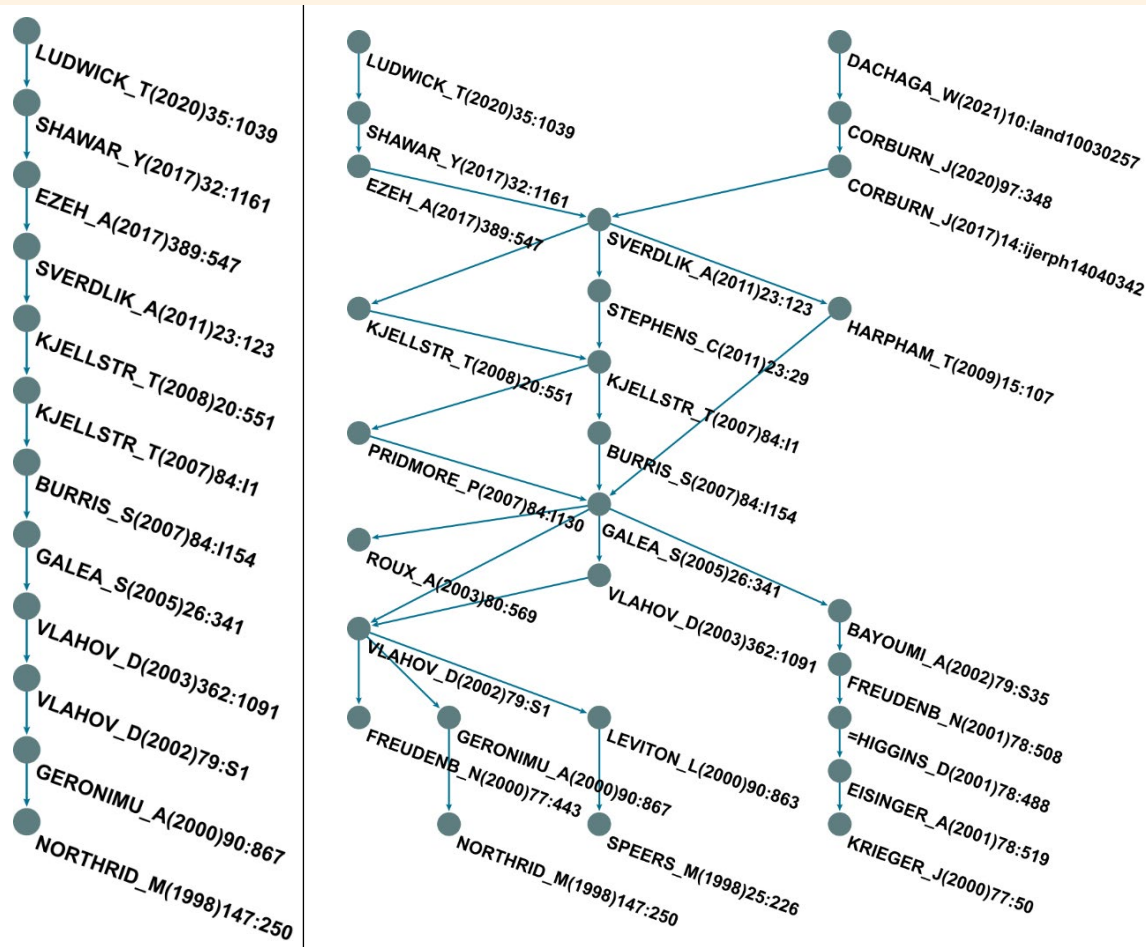 LUDWICK_T(2020)35:1039
SHAWAR_Y(2017)32:1161
EZEH_A(2017)389:547
SVERDLIK_A(2011)23:123
KJELLSTR_T(2008)20:551
KJELLSTR_T(2007)84:I1
BURRIS_S(2007)84:I154
GALEA_S(2005)26:341
VLAHOV_D(2003)362:1091
VLAHOV_D(2002)79:S1
GERONIMU_A(2000)90:867
NORTHRID_M(1998)147:250
LUDWICK_T(2020)35:1039
DACHAGA_W(2021)10:land10030257
SHAWAR_Y(2017)32:1161
CORBURN_J(2020)97:348
EZEH_A(2017)389:547
CORBURN_J(2017)14:ijerph14040342
SVERDLIK_A(2011)23:123
STEPHENS_C(2011)23:29
KJELLSTR_T(2008)20:551
HARPHAM_T(2009)15:107
KJELLSTR_T(2007)84:I1
PRIDMORE_P(2007)84:I130
BURRIS_S(2007)84:I154
GALEA_S(2005)26:341
ROUX_A(2003)80:569
VLAHOV_D(2003)362:1091
BAYOUMI_A(2002)79:S35
VLAHOV_D(2002)79:S1
FREUDENB_N(2001)78:508
FREUDENB_N(2000)77:443
GERONIMU_A(2000)90:867
LEVITON_L(2000)90:863
=HIGGINS_D(2001)78:488
EISINGER_A(2001)78:519
NORTHRID_M(1998)147:250
SPEERS_M(1998)25:226
KRIEGER_J(2000)77:50